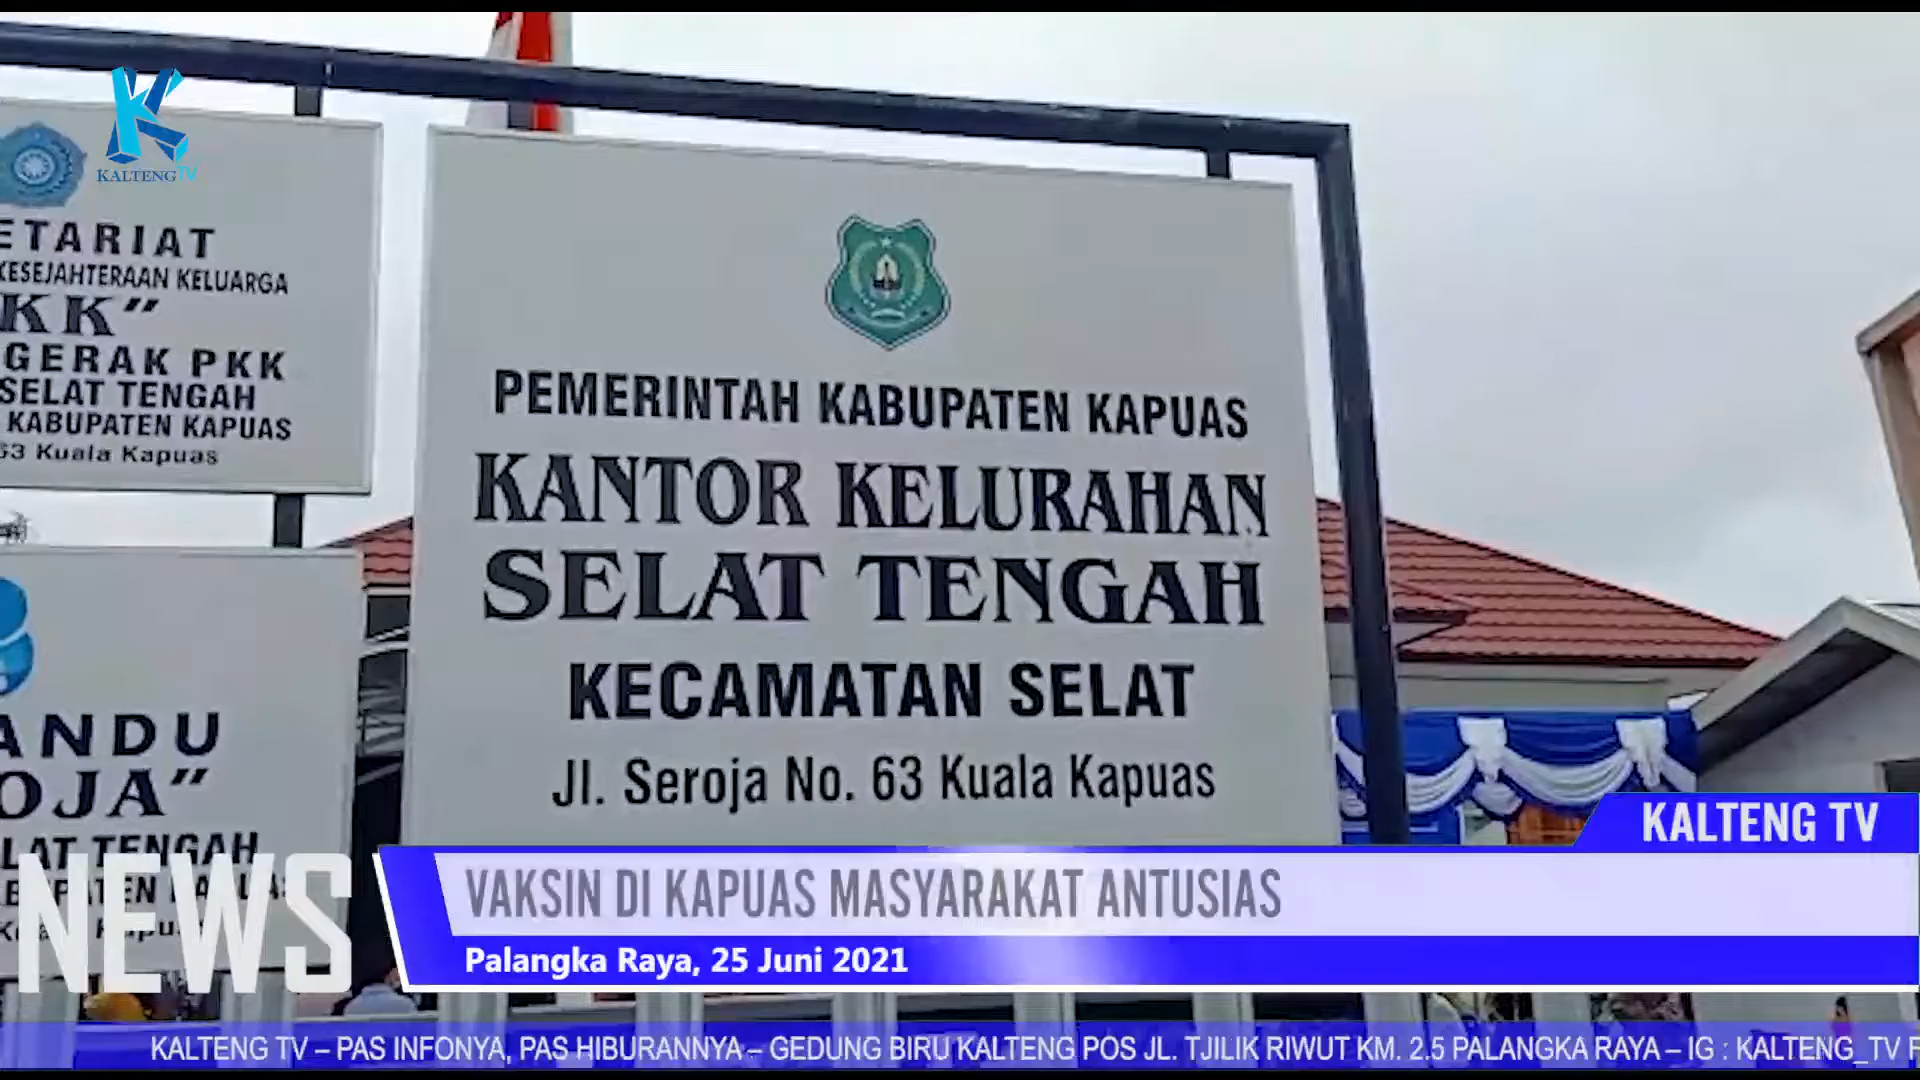 KALTENG TV
ETARIAT
KESEJAHTERAAN KELUARGA
KK”
GERAK PKK
SELAT TENGAH
KABUPATEN KAPUAS
63 Kuala Kapuas
ANDU
OJA”
LAT TENGAH
PEMERINTAH KABUPATEN KAPUAS
KANTOR KELURAHAN
SELAT TENGAH
KECAMATAN SELAT
Jl. Seroja No. 63 Kuala Kapuas
KALTENG TV
NEWS
VAKSIN DI KAPUAS MASYARAKAT ANTUSIAS
Palangka Raya, 25 Juni 2021
KALTENG TV – PAS INFONYA, PAS HIBURANNYA – GEDUNG BIRU KALTENG POS JL. TJILIK RIWUT KM. 2.5 PALANGKA RAYA – IG : KALTENG_TV F